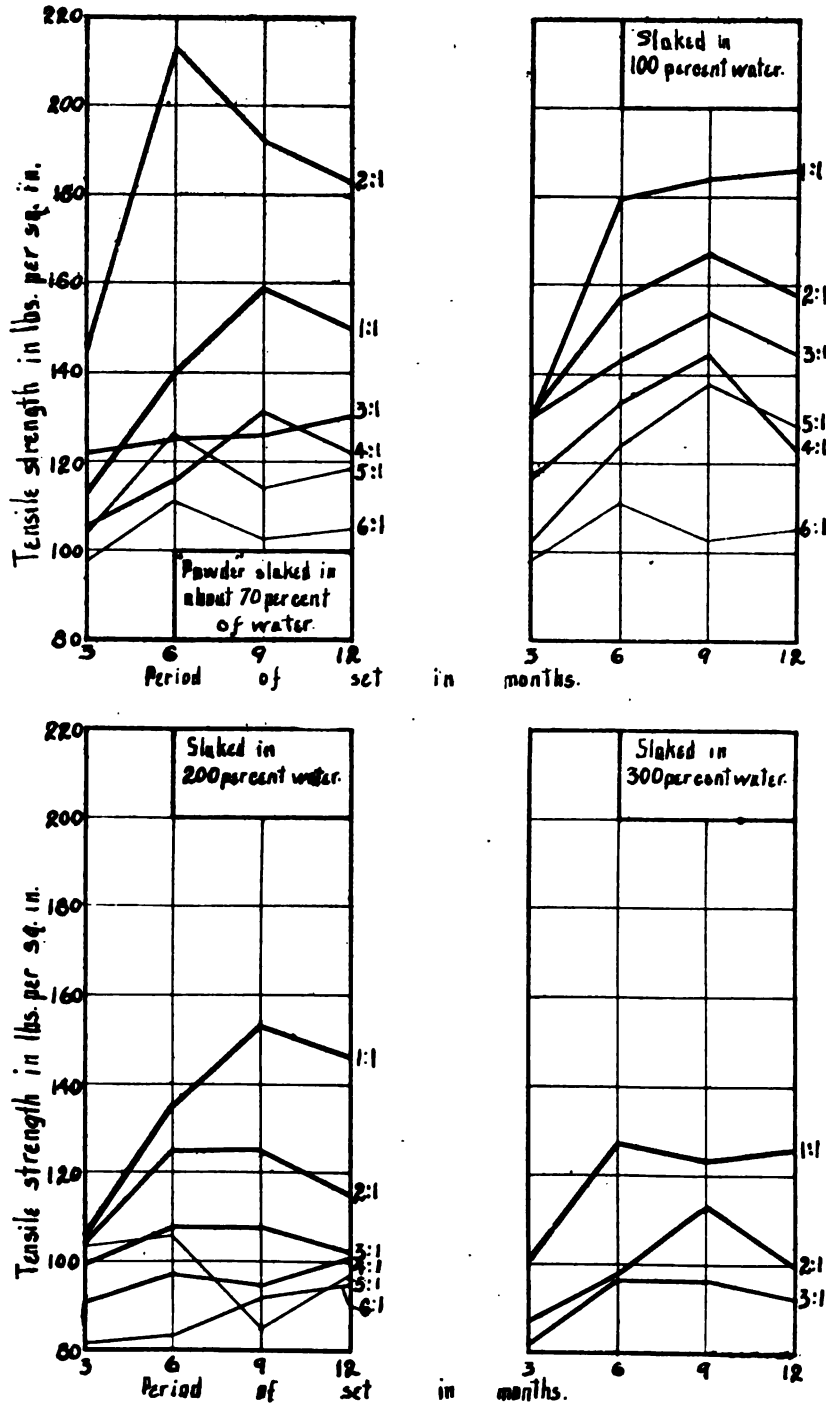 220
200
180
160
140
120
100
80
Tensile strength in lbs. per sq. in.
2:1
1:1
3:1
4:1
5:1
6:1
"Powder" slaked in
about 70 percent
of water.
3 6 9 12
Slaked in
100 percent water.
1:1
2:1
3:1
5:1
4:1
6:1
3 6 9 12
Period of set in months.
220
200
180
160
140
120
100
80
Tensile strength in lbs. per sq. in.
Slaked in
200 percent water.
1:1
2:1
3:1
4:1
5:1
6:1
3 6 9 12
Slaked in
300 percent water.
1:1
2:1
3:1
3 6 9 12
Period of set in months.